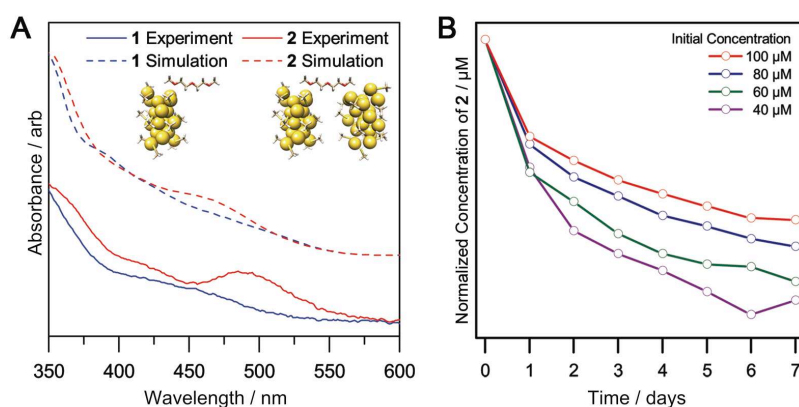 A
1 Experiment 2 Experiment
1 Simulation 2 Simulation
Absorbance / arb
350 400 450 500 550 600
Wavelength / nm
B
Initial Concentration
100 µM
80 µM
60 µM
40 µM
Normalized Concentration of 2 / µM
0 1 2 3 4 5 6 7
Time / days